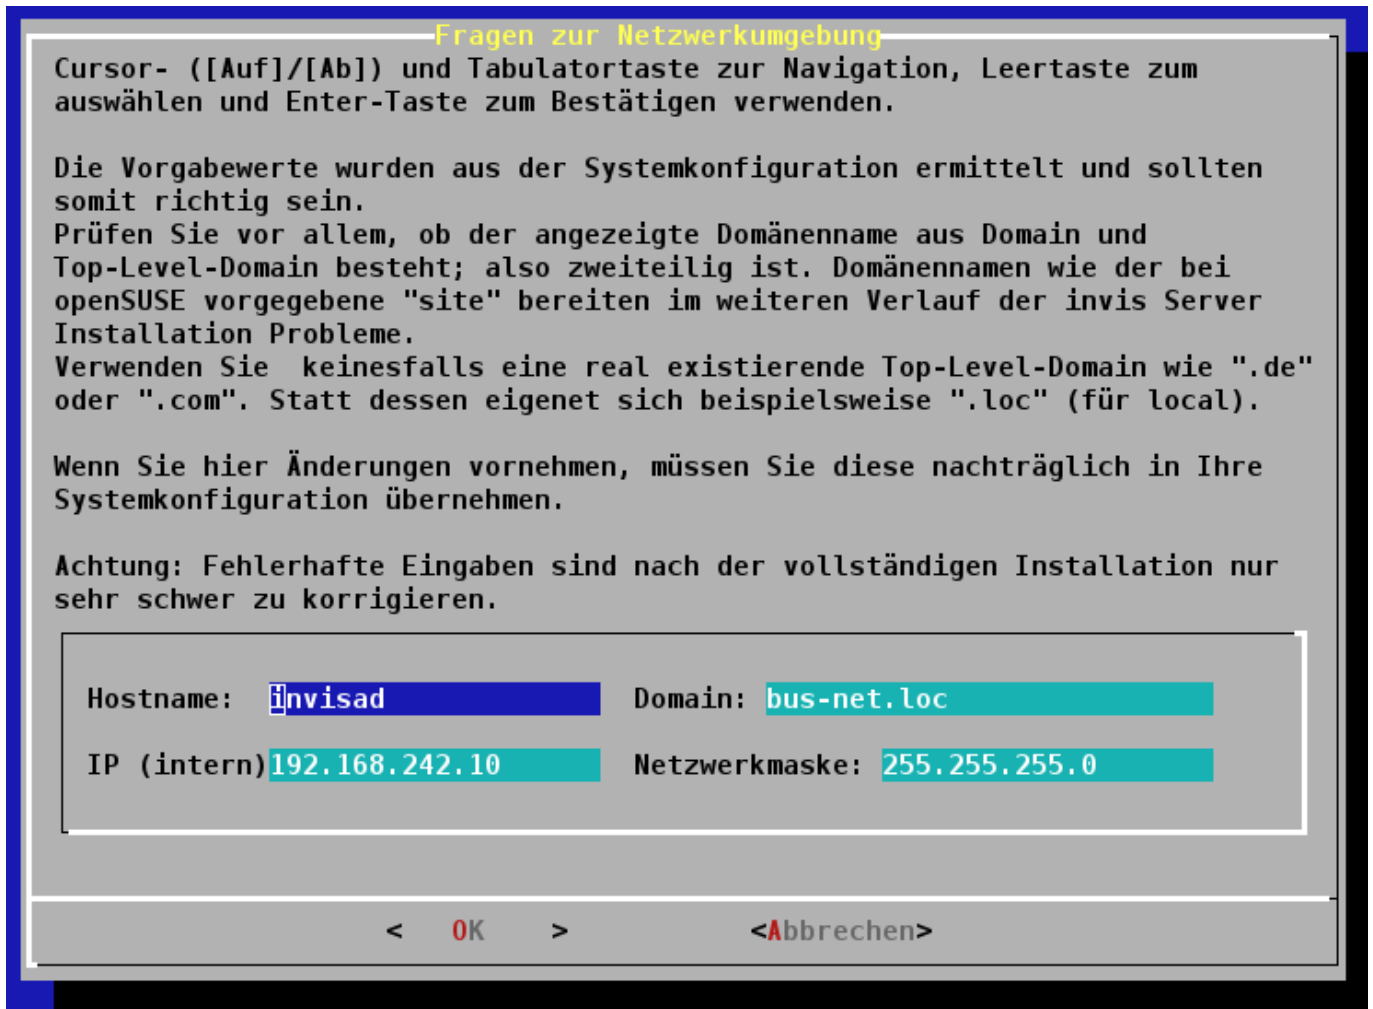 Fragen zur Netzwerkumgebung
Cursor- ([Auf]/[Ab]) und Tabulatortaste zur Navigation, Leertaste zum
auswählen und Enter-Taste zum Bestätigen verwenden.
Die Vorgabewerte wurden aus der Systemkonfiguration ermittelt und sollten
somit richtig sein.
Prüfen Sie vor allem, ob der angezeigte Domänenname aus Domain und
Top-Level-Domain besteht; also zweiteilig ist. Domänennamen wie der bei
openSUSE vorgegebene "site" bereiten im weiteren Verlauf der invis Server
Installation Probleme.
Verwenden Sie  keinesfalls eine real existierende Top-Level-Domain wie ".de"
oder ".com". Statt dessen eigenet sich beispielsweise ".loc" (für local).
Wenn Sie hier Änderungen vornehmen, müssen Sie diese nachträglich in Ihre
Systemkonfiguration übernehmen.
Achtung: Fehlerhafte Eingaben sind nach der vollständigen Installation nur
sehr schwer zu korrigieren.
Hostname: invisad Domain: bus-net.loc
IP (intern)192.168.242.10 Netzwerkmaske: 255.255.255.0
< OK > <Abbrechen>